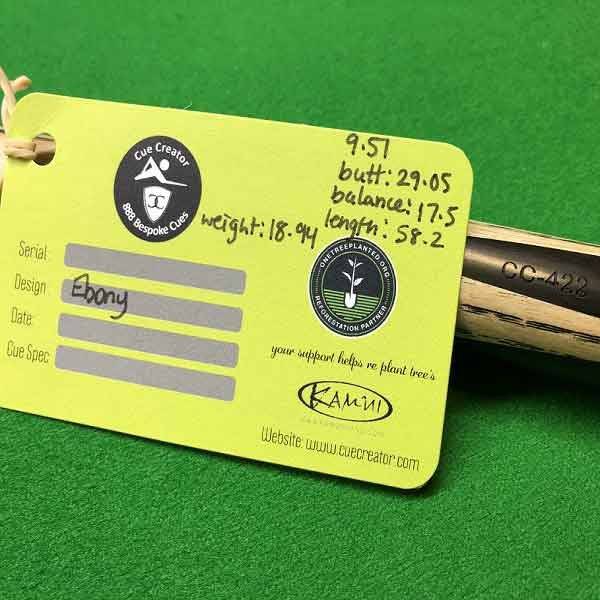 Cue Creator
888 Bespoke Cues
9.51
butt: 29.05
balance: 17.5
length: 58.2
weight: 18.94
Serial
Design Ebony
Date:
Cue Spec
ONETREEPLANTED.ORG
REFORESTATION PARTNER
your support helps re plant tree's
KAMUI
Website: www.cuecreator.com
CC-422